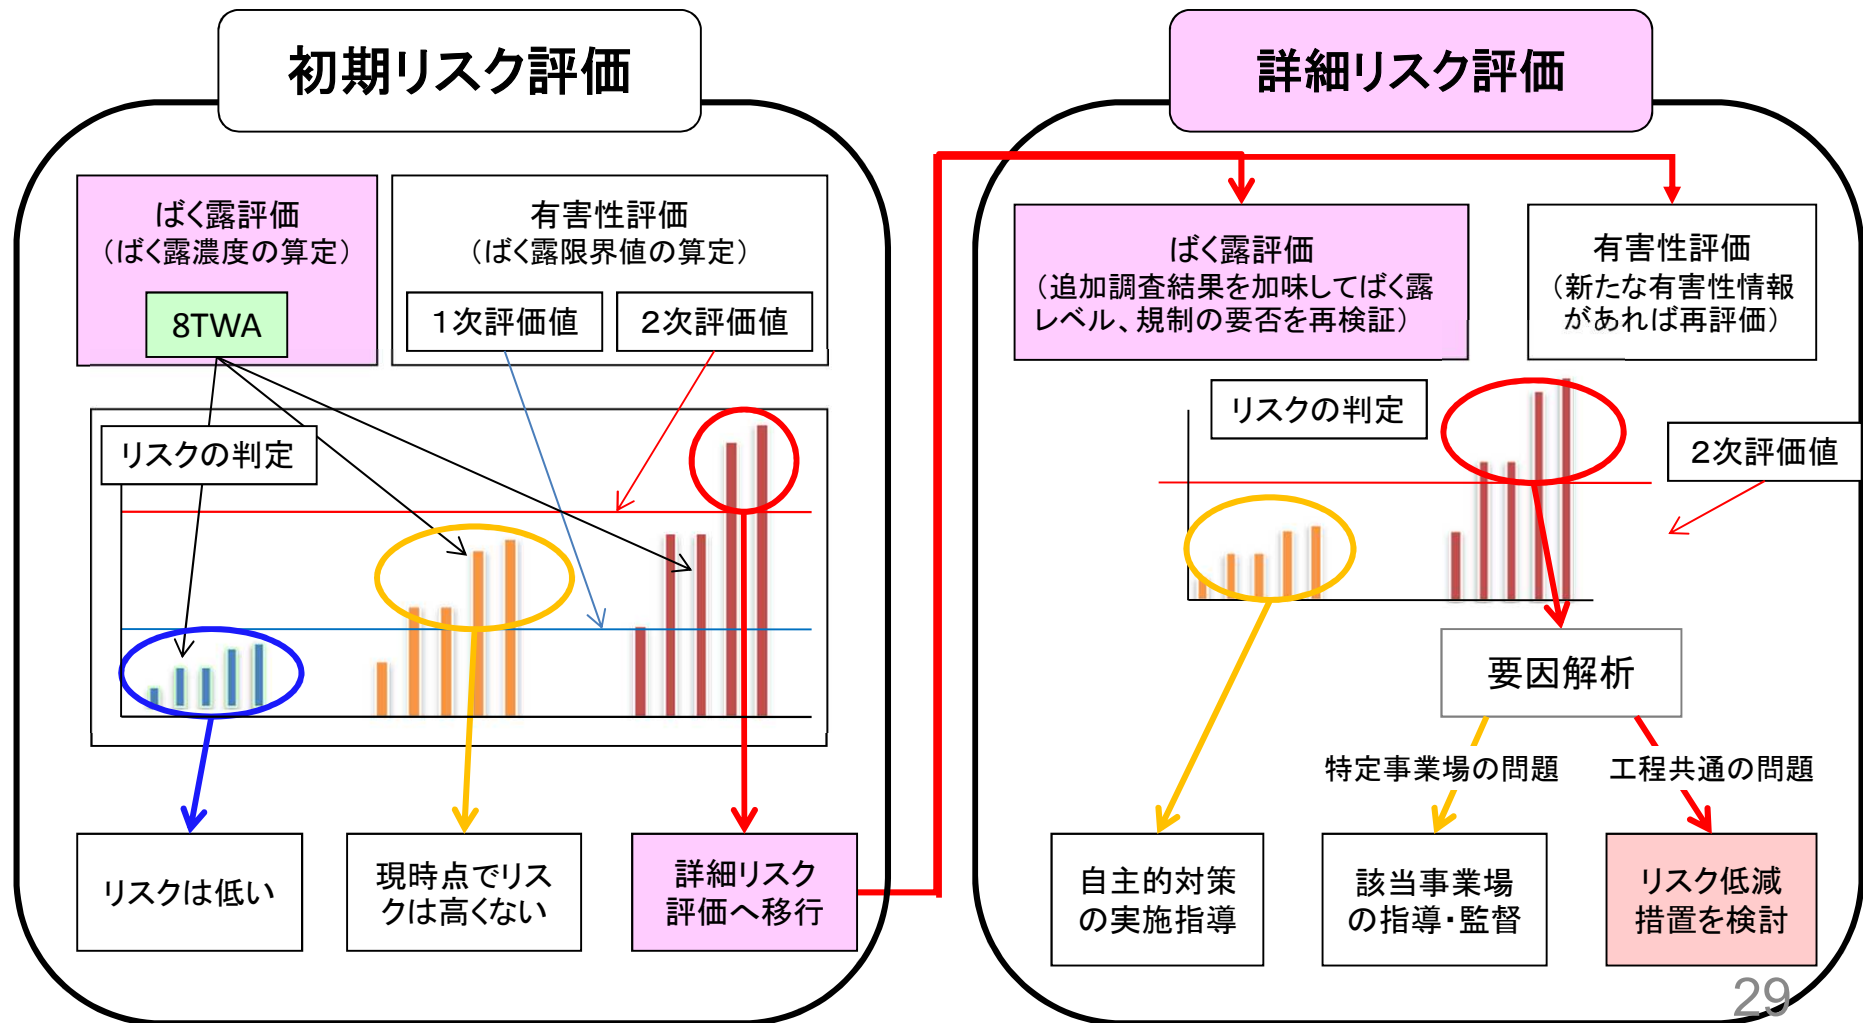 初期リスク評価
ばく露評価
（ばく露濃度の算定）
8TWA
有害性評価
（ばく露限界値の算定）
１次評価値
２次評価値
リスクの判定
リスクは低い
現時点でリス
クは高くない
詳細リスク
評価へ移行
詳細リスク評価
ばく露評価
（追加調査結果を加味してばく露
レベル、規制の要否を再検証）
有害性評価
（新たな有害性情報
があれば再評価）
リスクの判定
２次評価値
要因解析
特定事業場の問題
工程共通の問題
自主的対策
の実施指導
該当事業場
の指導・監督
リスク低減
措置を検討
29